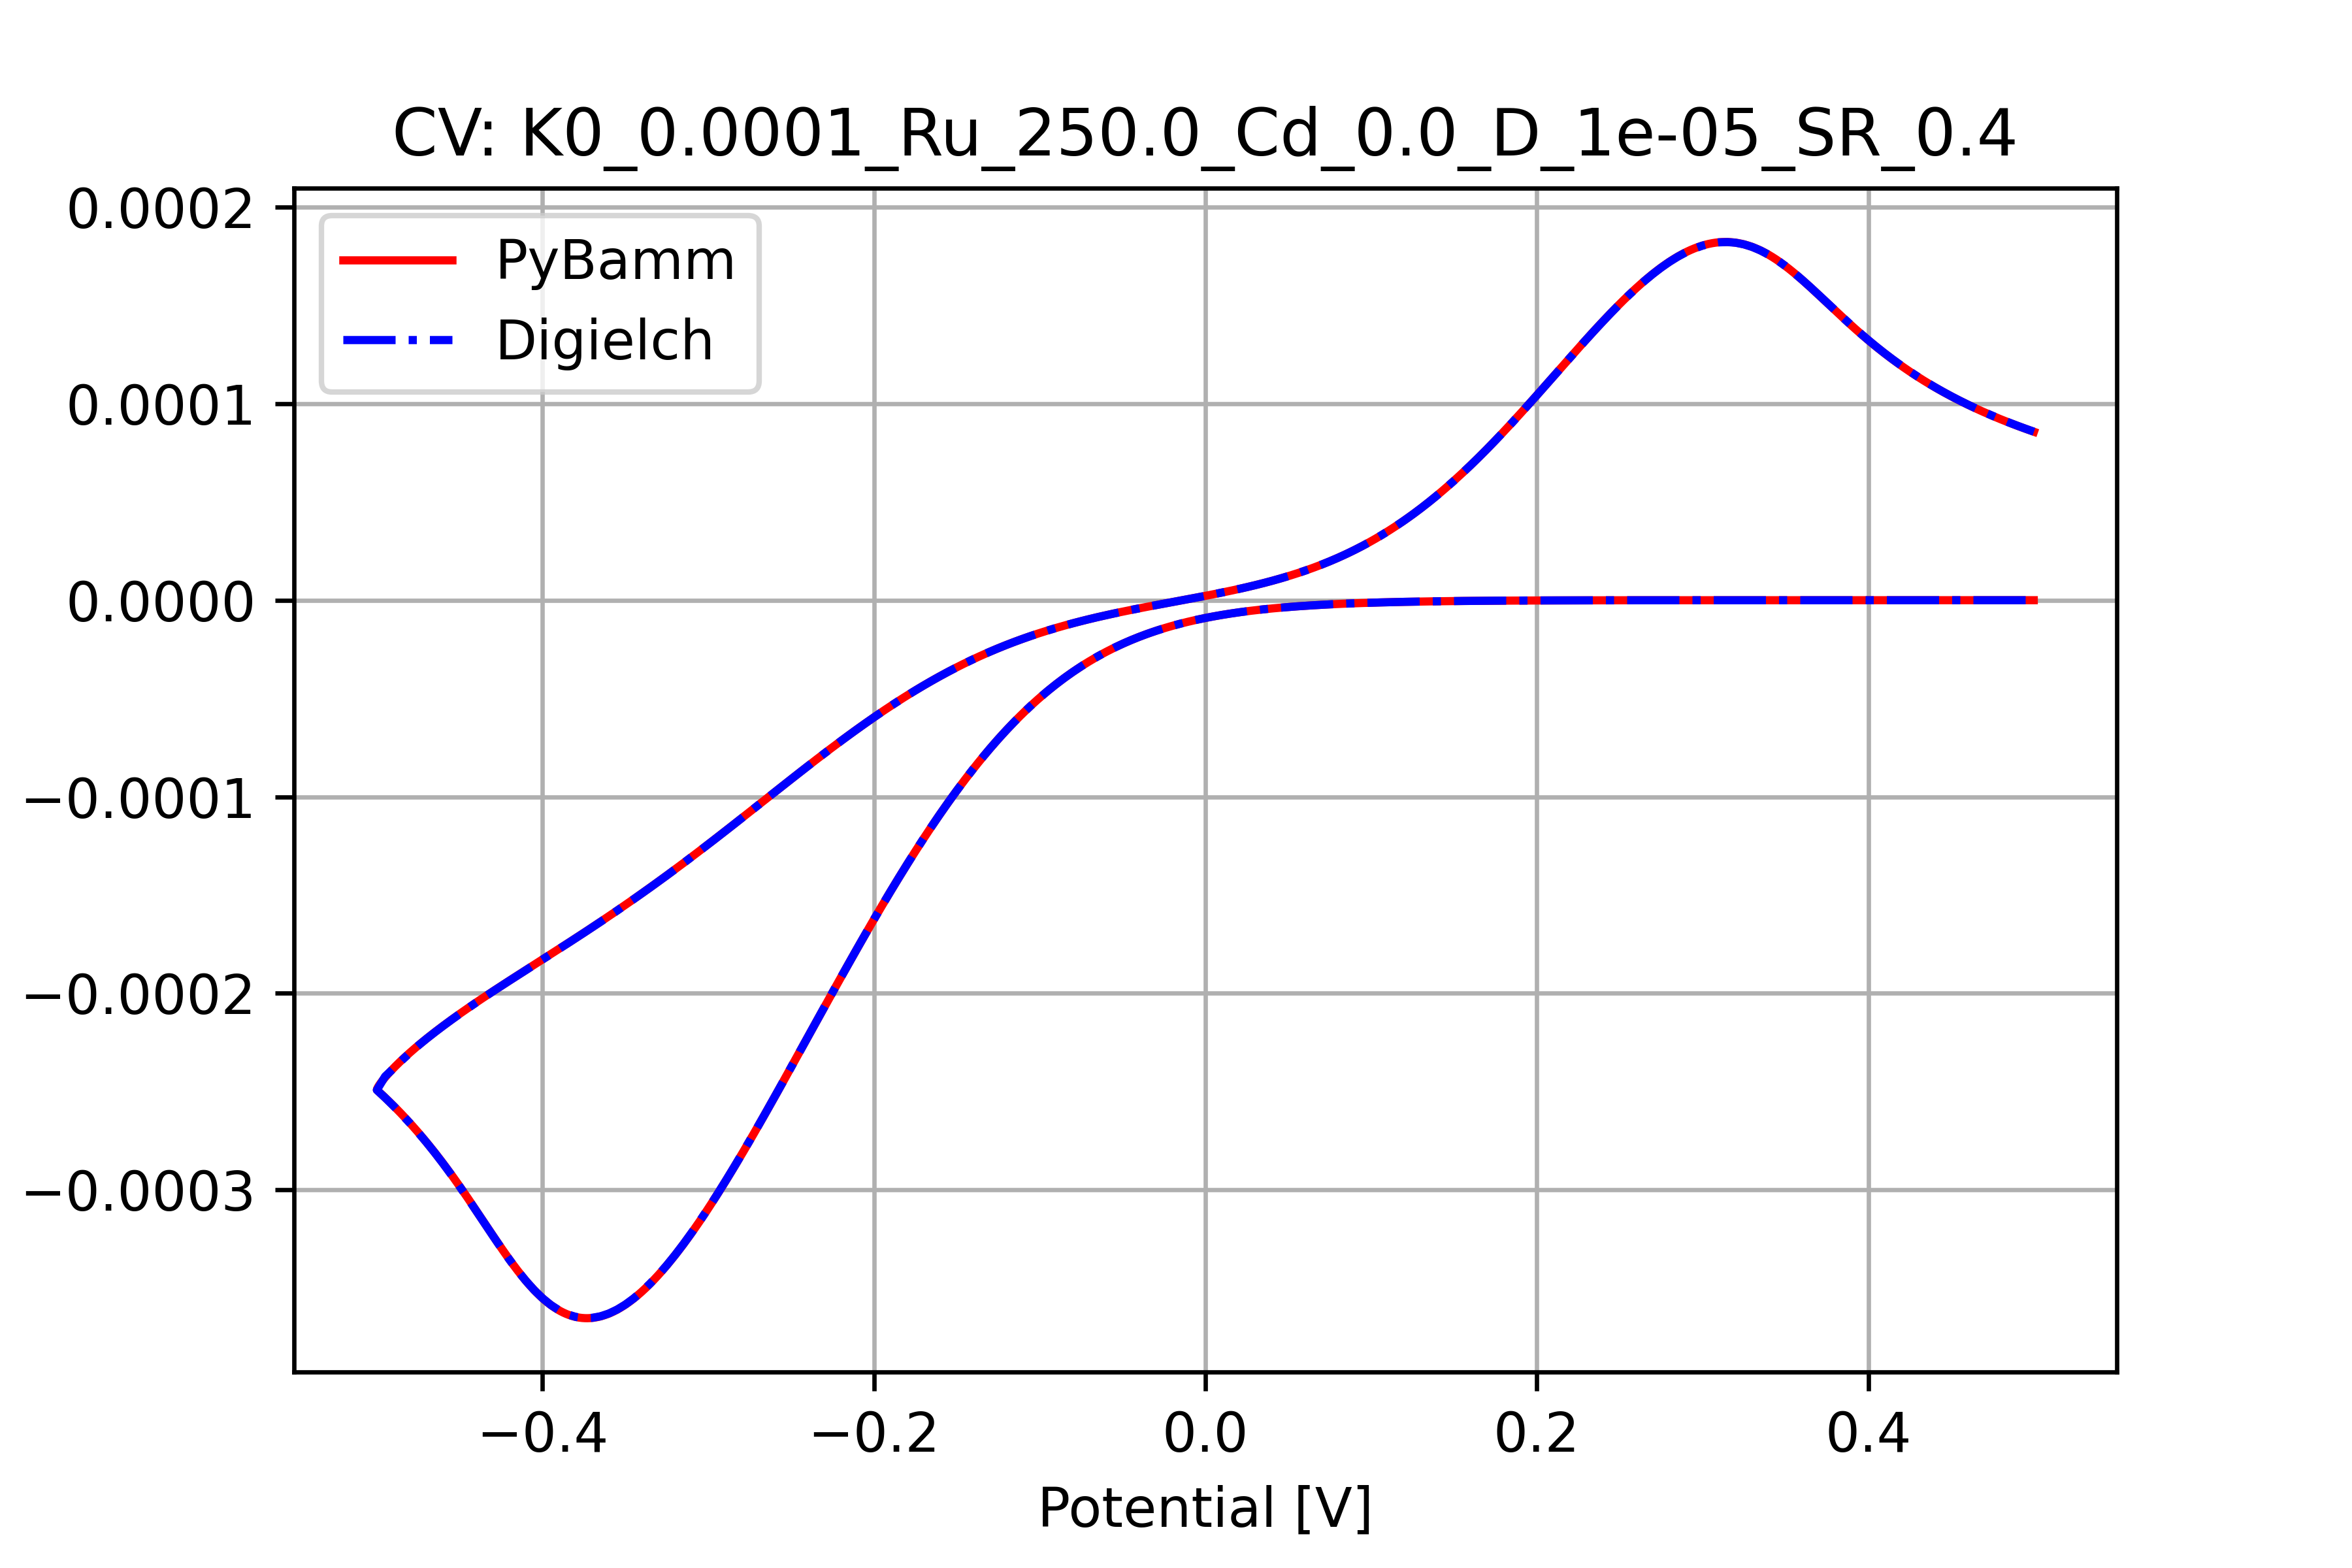 CV: K0_0.0001_Ru_250.0_Cd_0.0_D_1e-05_SR_0.4
PyBamm
Digielch
0.0002
0.0001
0.0000
−0.0001
−0.0002
−0.0003
−0.4 −0.2 0.0 0.2 0.4
Potential [V]